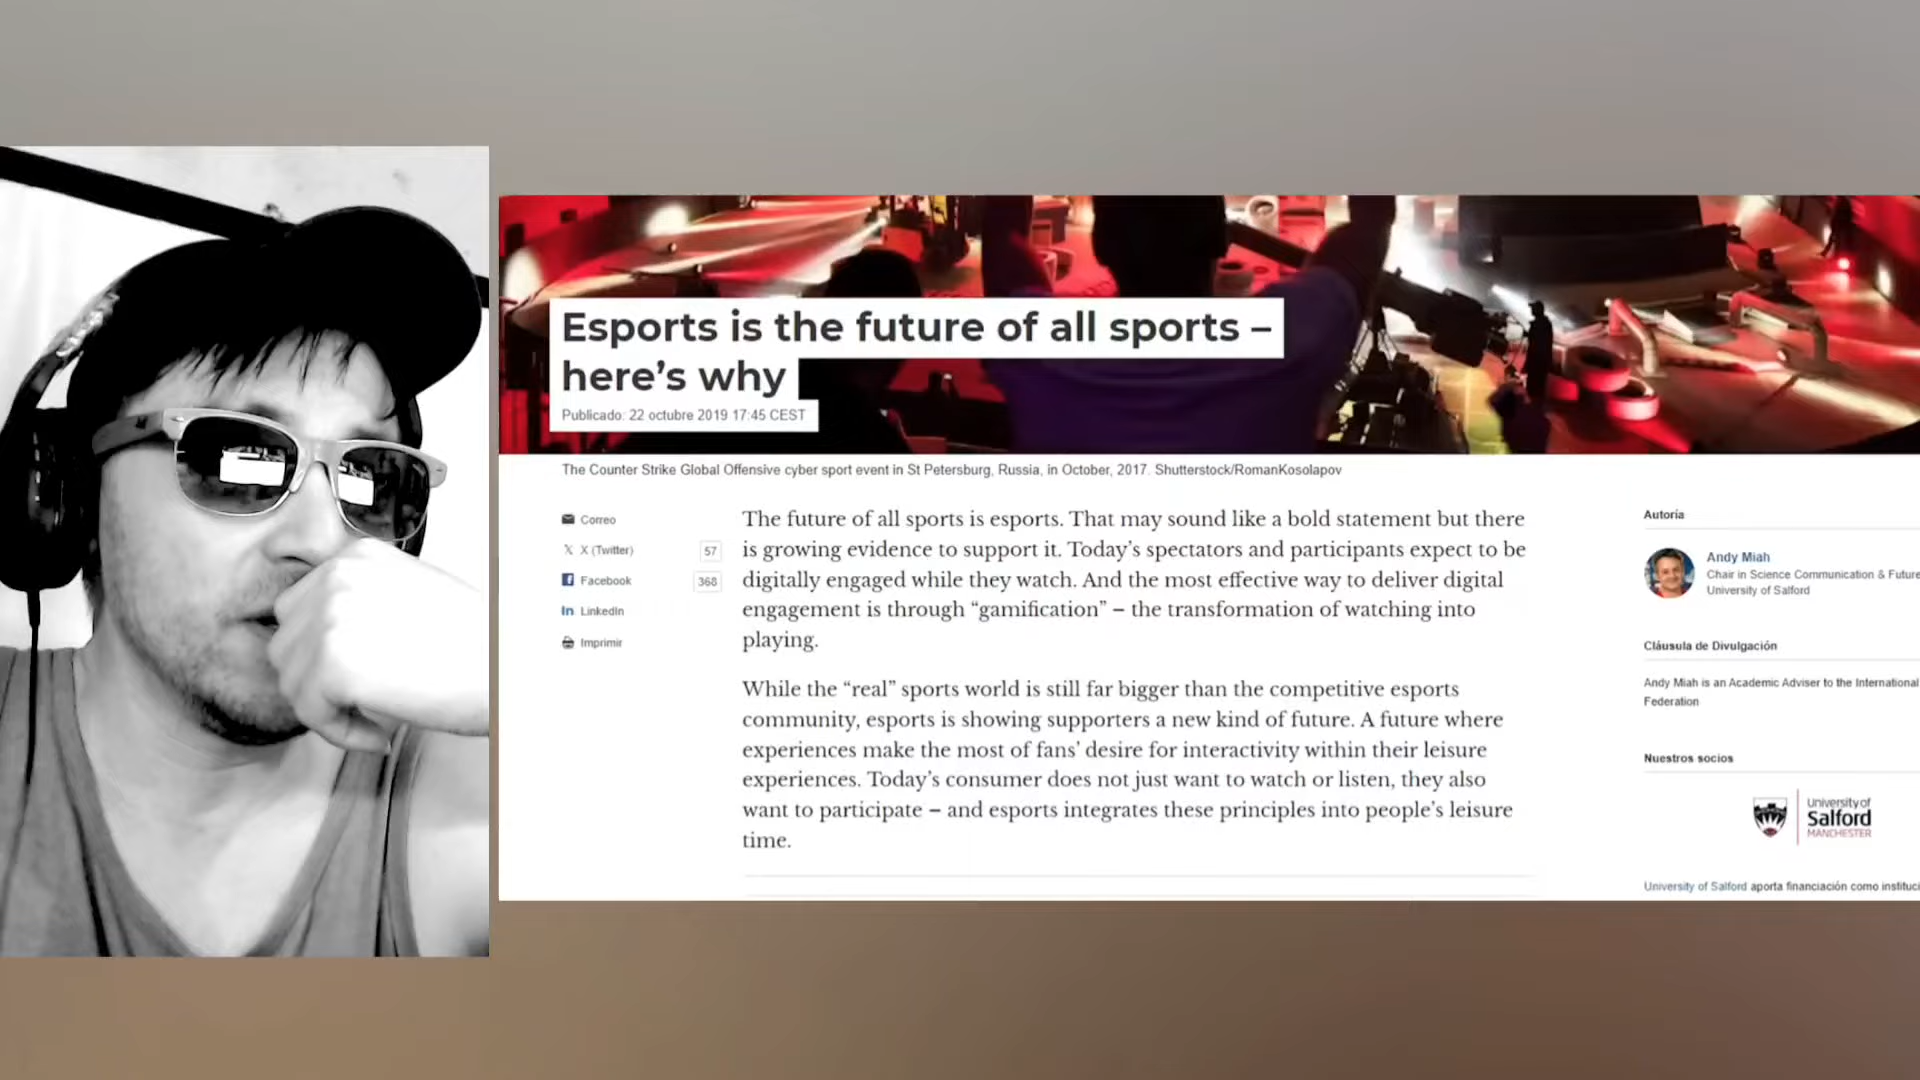 Esports is the future of all sports –
here’s why
Publicado: 22 octubre 2019 17:45 CEST
The Counter Strike Global Offensive cyber sport event in St Petersburg, Russia, in October, 2017. Shutterstock/RomanKosolapov
Correo
X (Twitter) 57
Facebook 368
LinkedIn
Imprimir
The future of all sports is esports. That may sound like a bold statement but there
is growing evidence to support it. Today’s spectators and participants expect to be
digitally engaged while they watch. And the most effective way to deliver digital
engagement is through “gamification” – the transformation of watching into
playing.
While the “real” sports world is still far bigger than the competitive esports
community, esports is showing supporters a new kind of future. A future where
experiences make the most of fans’ desire for interactivity within their leisure
experiences. Today’s consumer does not just want to watch or listen, they also
want to participate – and esports integrates these principles into people’s leisure
time.
Autoría
Andy Miah
Chair in Science Communication & Future
University of Salford
Cláusula de Divulgación
Andy Miah is an Academic Adviser to the International
Federation
Nuestros socios
University of
Salford
MANCHESTER
University of Salford aporta financiación como instituci